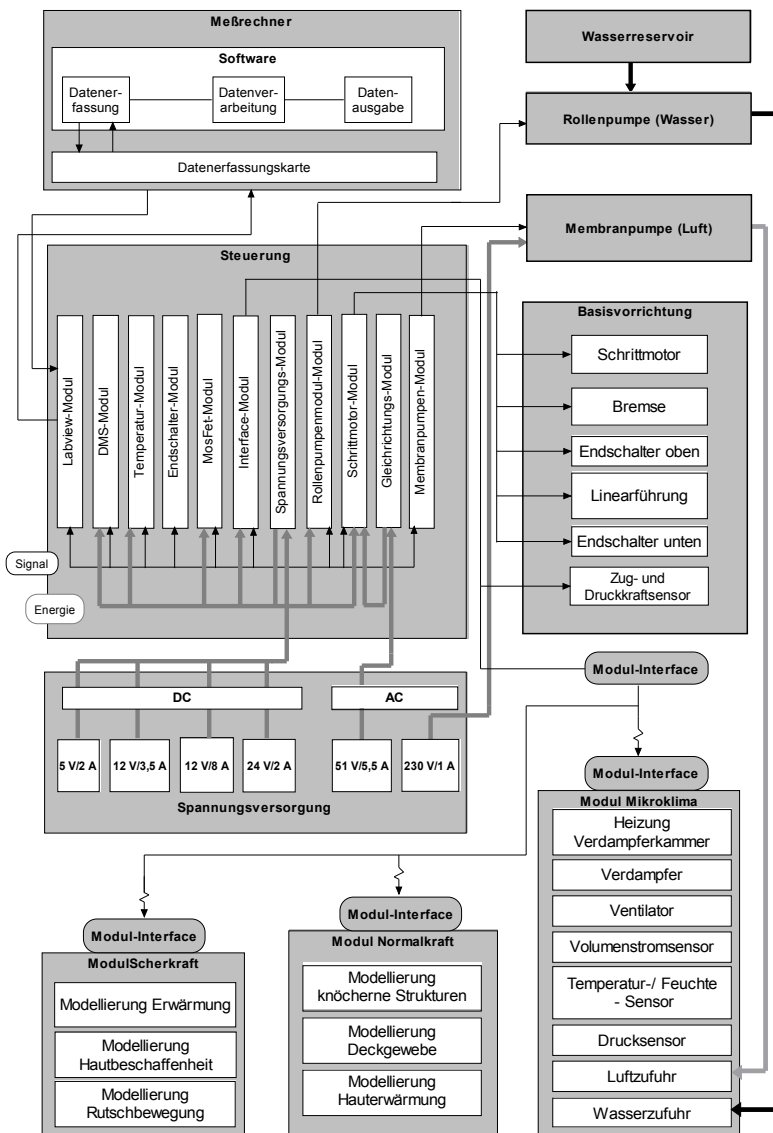 Meßrechner
Software
Datener-
fassung
Datenver-
arbeitung
Daten-
ausgabe
Datenerfassungskarte
Wasserreservoir
Rollenpumpe (Wasser)
Membranpumpe (Luft)
Steuerung
Labview-Modul
DMS-Modul
Temperatur-Modul
Endschalter-Modul
MosFet-Modul
Interface-Modul
Spannungsversorgungs-Modul
Rollenpumpenmodul-Modul
Schrittmotor-Modul
Gleichrichtungs-Modul
Membranpumpen-Modul
Signal
Energie
Basisvorrichtung
Schrittmotor
Bremse
Endschalter oben
Linearführung
Endschalter unten
Zug- und
Druckkraftsensor
DC
AC
5 V/2 A
12 V/3,5 A
12 V/8 A
24 V/2 A
51 V/5,5 A
230 V/1 A
Spannungsversorgung
Modul-Interface
Modul-Interface
Modul Mikroklima
Heizung
Verdampferkammer
Verdampfer
Ventilator
Volumenstromsensor
Temperatur-/ Feuchte
- Sensor
Drucksensor
Luftzufuhr
Wasserzufuhr
Modul-Interface
Modul Normalkraft
Modellierung
knöcherne Strukturen
Modellierung
Deckgewebe
Modellierung
Hauterwärmung
Modul-Interface
ModulScherkraft
Modellierung Erwärmung
Modellierung
Hautbeschaffenheit
Modellierung
Rutschbewegung